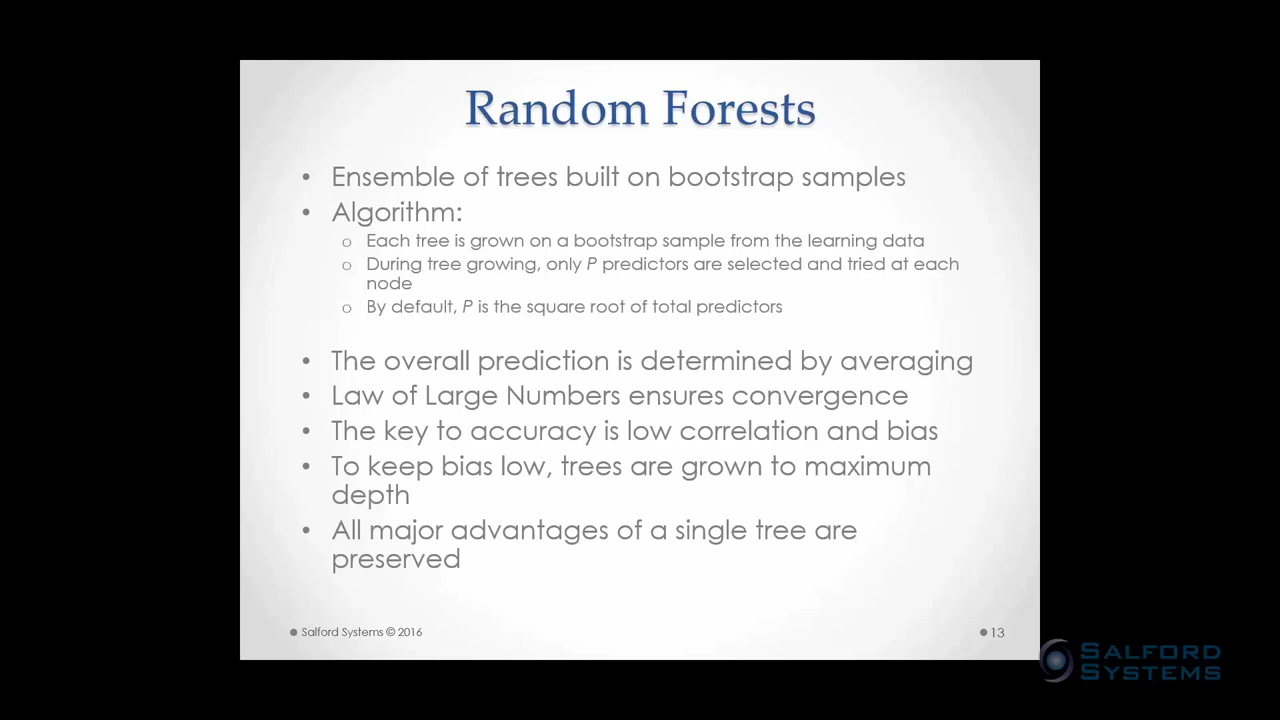 Random Forests
• Ensemble of trees built on bootstrap samples
• Algorithm:
o Each tree is grown on a bootstrap sample from the learning data
o During tree growing, only P predictors are selected and tried at each
node
o By default, P is the square root of total predictors
• The overall prediction is determined by averaging
• Law of Large Numbers ensures convergence
• The key to accuracy is low correlation and bias
• To keep bias low, trees are grown to maximum
depth
• All major advantages of a single tree are
preserved
• Salford Systems © 2016
• 13
SALFORD
SYSTEMS